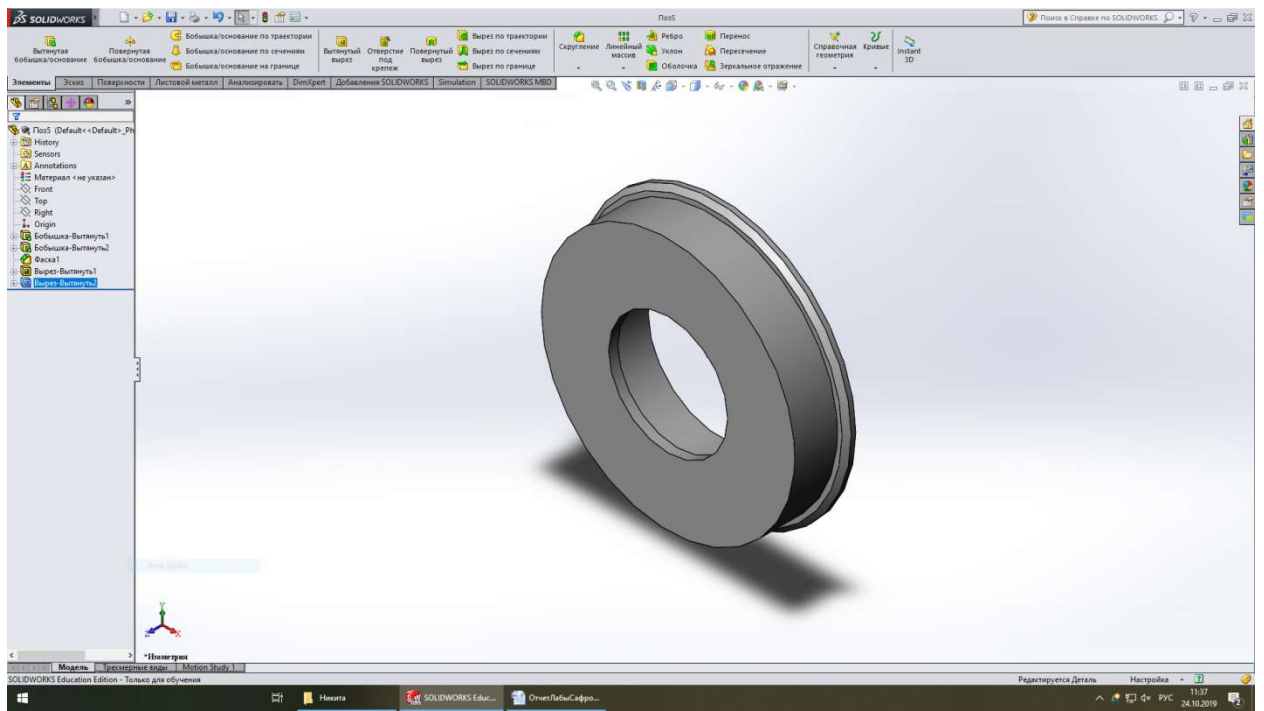 SOLIDWORKS
Поз5
Поиск в Справке по SOLIDWORKS
Вытянутая бобышка/основание
Повернутая бобышка/основание
Бобышка/основание по траектории
Бобышка/основание по сечениям
Бобышка/основание на границе
Вытянутый вырез
Отверстие под крепеж
Повернутый вырез
Вырез по траектории
Вырез по сечениям
Вырез по границе
Скругление
Линейный массив
Ребро
Уклон
Оболочка
Перенос
Пересечение
Зеркальное отражение
Справочная геометрия
Кривые
Instant 3D
Элементы
Эскиз
Поверхности
Листовой металл
Анализировать
DimXpert
Добавления SOLIDWORKS
Simulation
SOLIDWORKS MBD
Поз5 (Default<<Default>_Ph
History
Sensors
Annotations
Материал <не указан>
Front
Top
Right
Origin
Бобышка-Вытянуть1
Бобышка-Вытянуть2
Фаска1
Вырез-Вытянуть1
Вырез-Вытянуть2
Весь экран
Y
Z
X
*Изометрия
Модель
Трехмерные виды
Motion Study 1
SOLIDWORKS Education Edition - Только для обучения
Редактируется Деталь
Настройка
Никита
SOLIDWORKS Educ...
ОтчетЛабыСафро...
РУС
11:37
24.10.2019